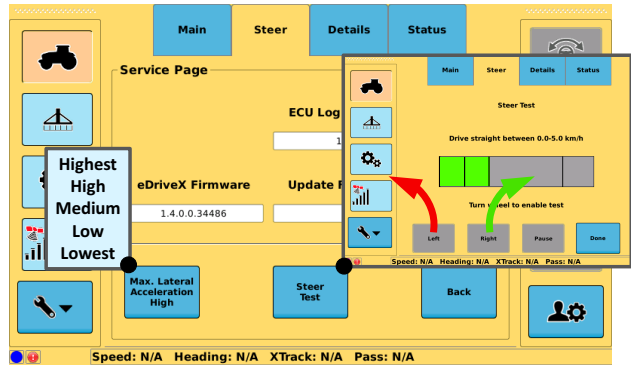 Main
Steer
Details
Status
Service Page
ECU Log
1
eDriveX Firmware
Update F
1.4.0.0.34486
Highest
High
Medium
Low
Lowest
Max. Lateral
Acceleration
High
Steer
Test
Back
Speed: N/A Heading: N/A XTrack: N/A Pass: N/A
Main
Steer
Details
Status
Steer Test
Drive straight between 0.0-5.0 km/h
Turn wheel to enable test
Left
Right
Pause
Done
Speed: N/A Heading: N/A XTrack: N/A Pass: N/A